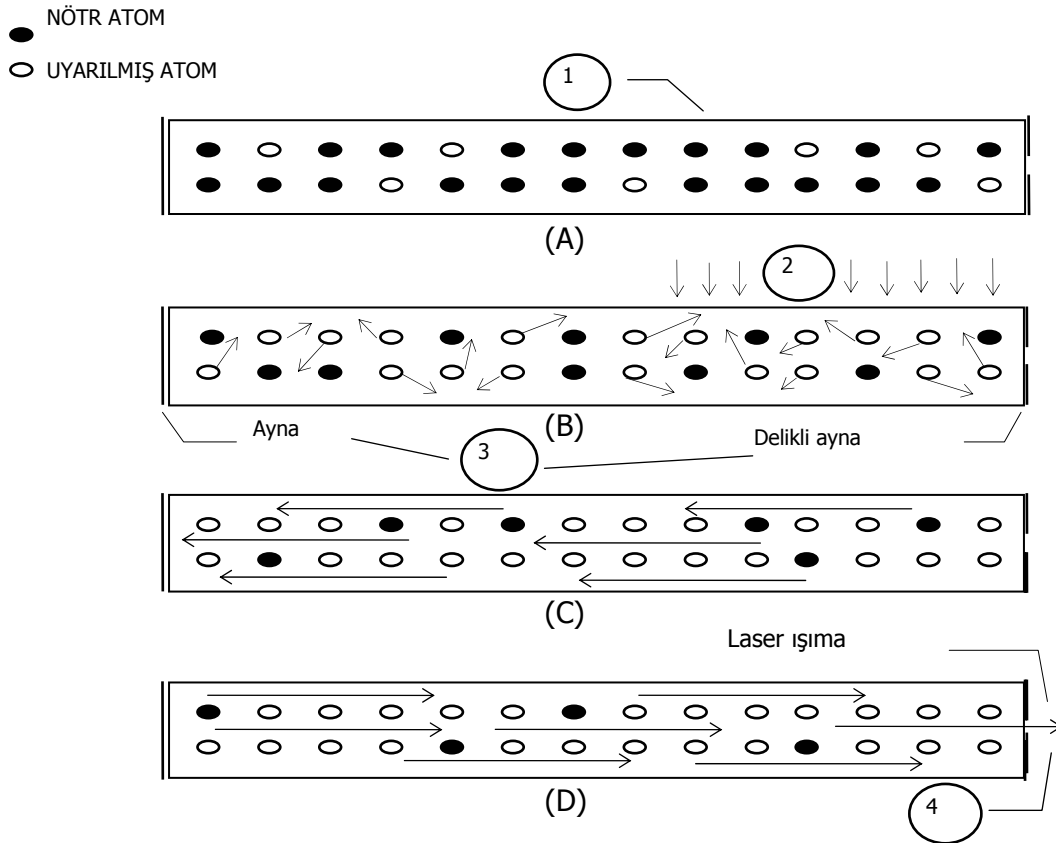 NÖTR ATOM
UYARILMIŞ ATOM
1
(A)
2
(B)
Ayna
Delikli ayna
3
(C)
Laser ışıma
(D)
4